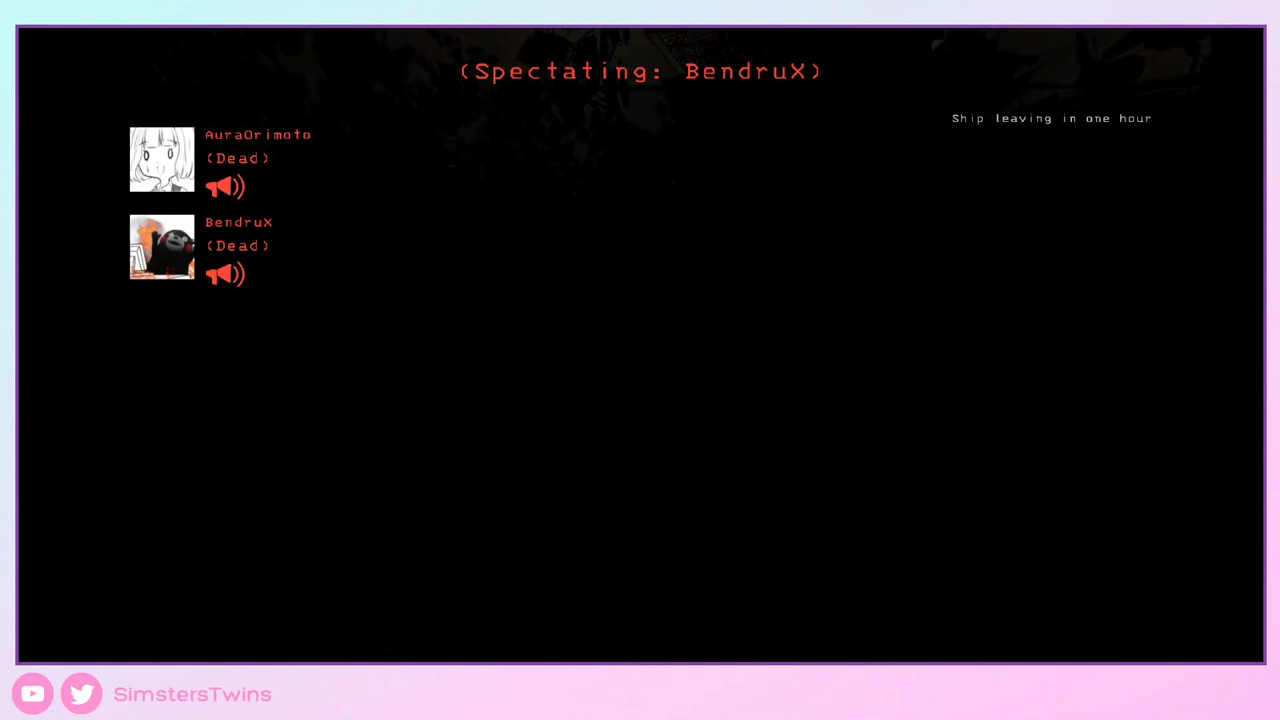 (Spectating: BendruX)
Ship leaving in one hour
AuraOrimoto
(Dead)
BendruX
(Dead)
SimstersTwins